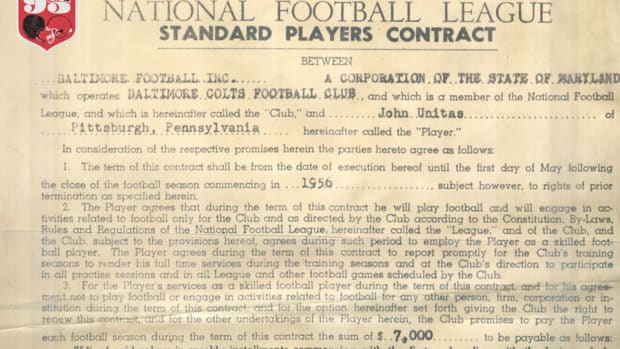 95
NATIONAL FOOTBALL LEAGUE
STANDARD PLAYERS CONTRACT
BETWEEN
BALTIMORE FOOTBALL INC. A CORPORATION OF THE STATE OF MARYLAND
which operates BALTIMORE COLTS FOOTBALL CLUB, and which is a member of the National Football
League, and which is hereinafter called the "Club," and John Unitas of
Pittsburgh, Pennsylvania hereinafter called the "Player."
In consideration of the respective promises herein the parties hereto agree as follows:
1. The term of this contract shall be from the date of execution hereof until the first day of May following
the close of the football season commencing in 1956, subject however, to rights of prior
termination as specified herein.
2. The Player agrees that during the term of this contract he will play football and will engage in ac-
tivities related to football only for the Club and as directed by the Club according to the Constitution, By-Laws,
Rules and Regulations of the National Football League, hereinafter called the "League," and of the Club, and
the Club, subject to the provisions hereof, agrees during such period to employ the Player as a skilled foot-
ball player. The Player agrees during the term of this contract to report promptly for the Club's training
seasons to render his full time services during the training seasons and at the Club's direction to participate
in all practise sessions and in all League and other football games scheduled by the Club.
3. For the Player's services as a skilled football player during the term of this contract, and for his agree-
ment not to play football or engage in activities related to football for any other person, firm, corporation or in-
stitution during the term of this contract, and for the option hereinafter set forth giving the Club the right to
renew this contract, and for the other undertakings of the Player herein, the Club promises to pay the Player
each football season during the term of this contract the sum of $ 7,000 to be payable as follows: